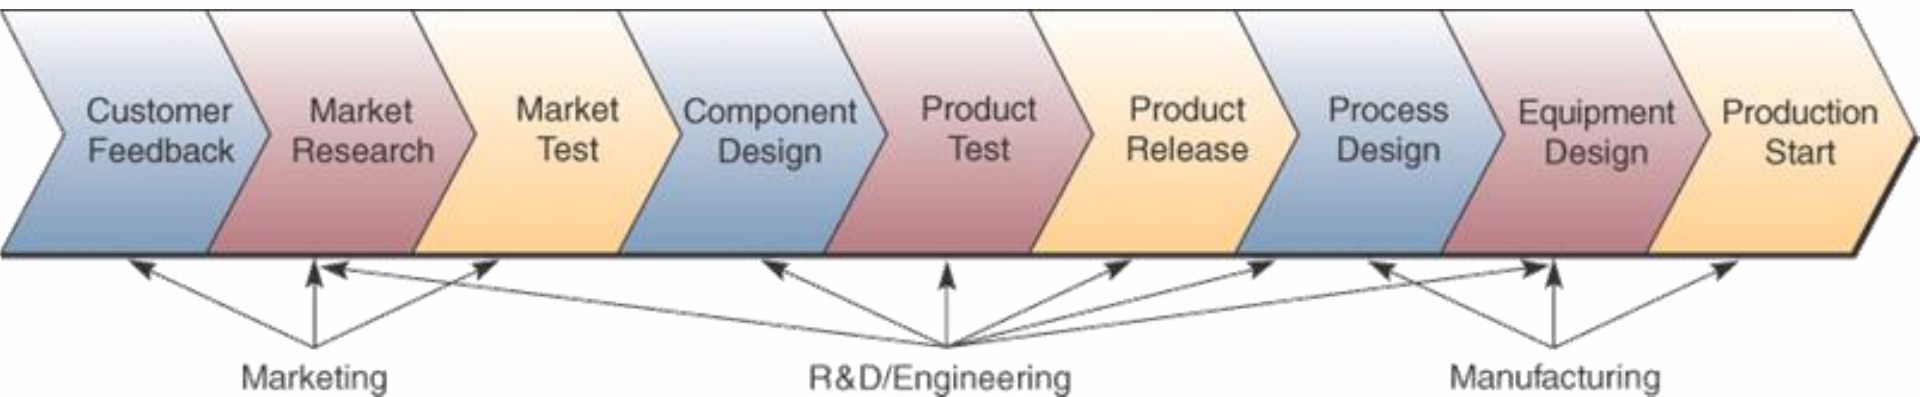 Customer
Feedback
Market
Research
Market
Test
Component
Design
Product
Test
Product
Release
Process
Design
Equipment
Design
Production
Start
Marketing
R&D/Engineering
Manufacturing